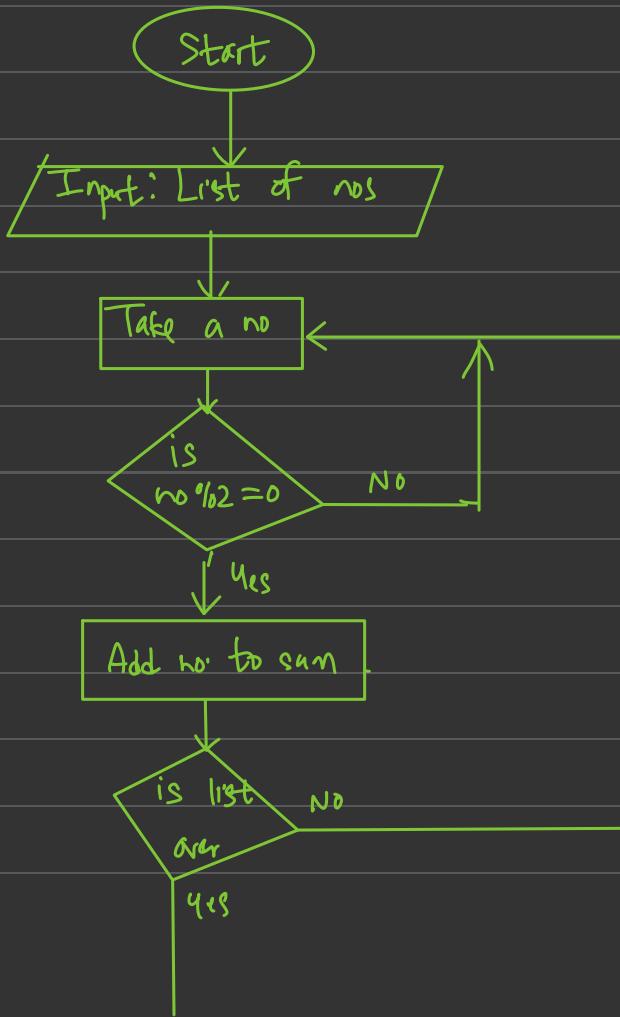 Start
Input: List of nos
Take a no
is
no%2=0
NO
Yes
Add no. to sum
is list
over
NO
Yes